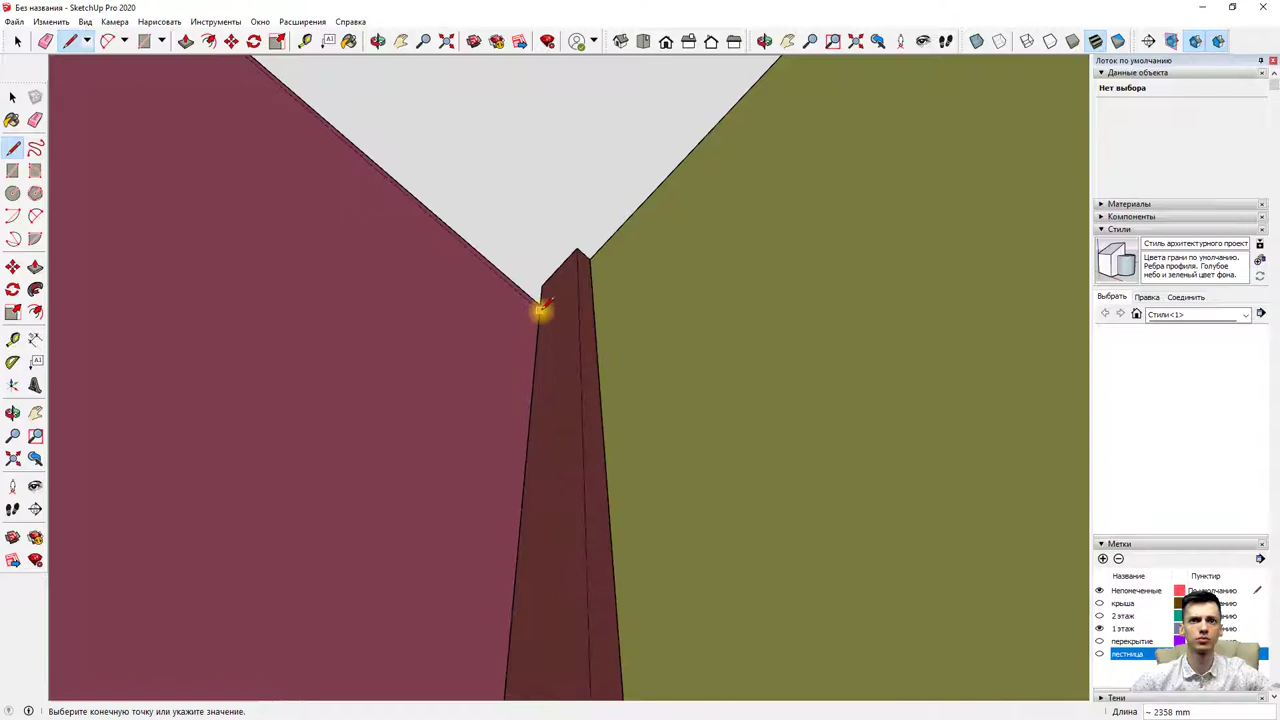 Без названия - SketchUp Pro 2020
Файл Изменить Вид Камера Нарисовать Инструменты Окно Расширения Справка
Лоток по умолчанию
Данные объекта
Нет выбора
Материалы
Компоненты
Стили
Стиль архитектурного проект
Цвета грани по умолчанию.
Ребра профиля. Голубое
небо и зеленый цвет фона.
Выбрать Правка Соединить
Стили<1>
Метки
Название Пунктир
Непомеченные По умолчанию
крыша
2 этаж
1 этаж
перекрытие
лестница
Тени
Выберите конечную точку или укажите значение.
Длина ~ 2358 mm